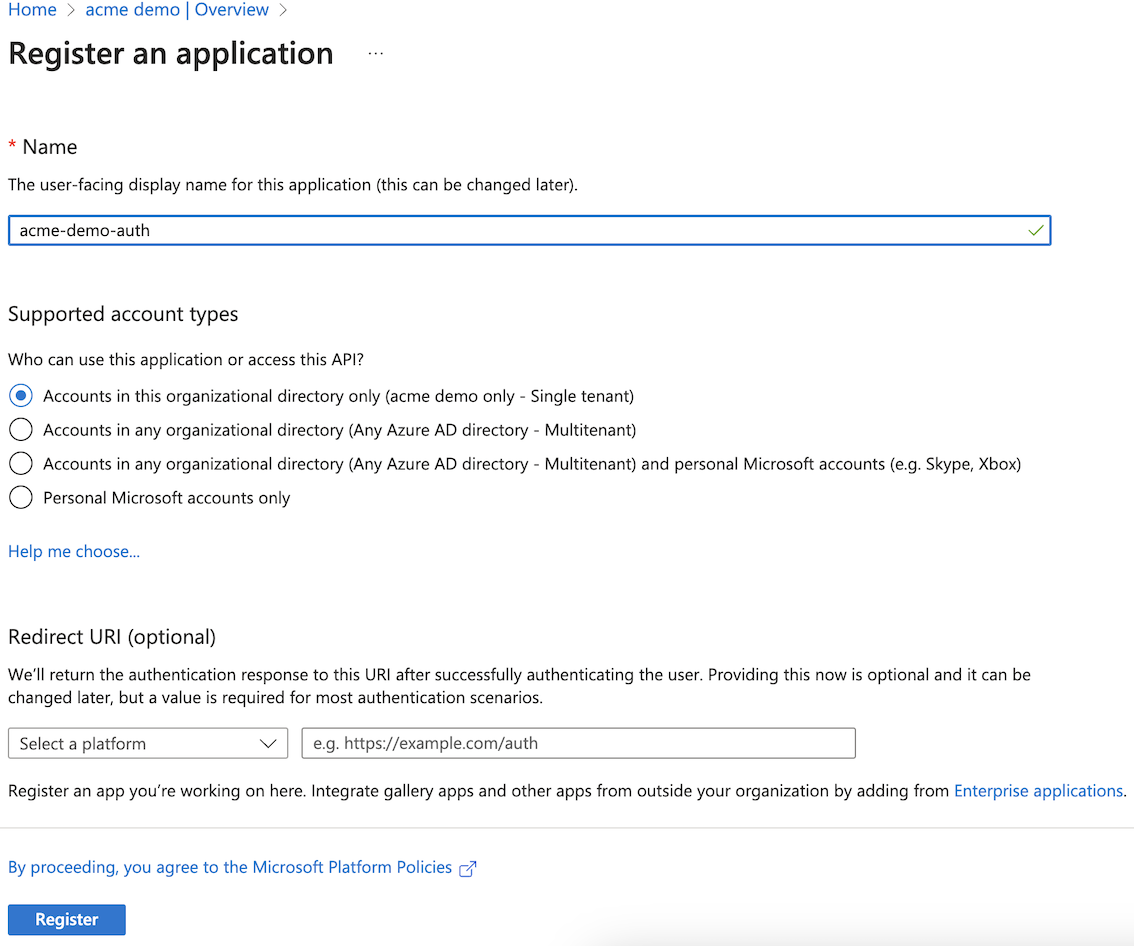 Home > acme demo | Overview >
Register an application ...
* Name
The user-facing display name for this application (this can be changed later).
acme-demo-auth
Supported account types
Who can use this application or access this API?
Accounts in this organizational directory only (acme demo only - Single tenant)
Accounts in any organizational directory (Any Azure AD directory - Multitenant)
Accounts in any organizational directory (Any Azure AD directory - Multitenant) and personal Microsoft accounts (e.g. Skype, Xbox)
Personal Microsoft accounts only
Help me choose...
Redirect URI (optional)
We’ll return the authentication response to this URI after successfully authenticating the user. Providing this now is optional and it can be
changed later, but a value is required for most authentication scenarios.
Select a platform e.g. https://example.com/auth
Register an app you’re working on here. Integrate gallery apps and other apps from outside your organization by adding from Enterprise applications.
By proceeding, you agree to the Microsoft Platform Policies
Register